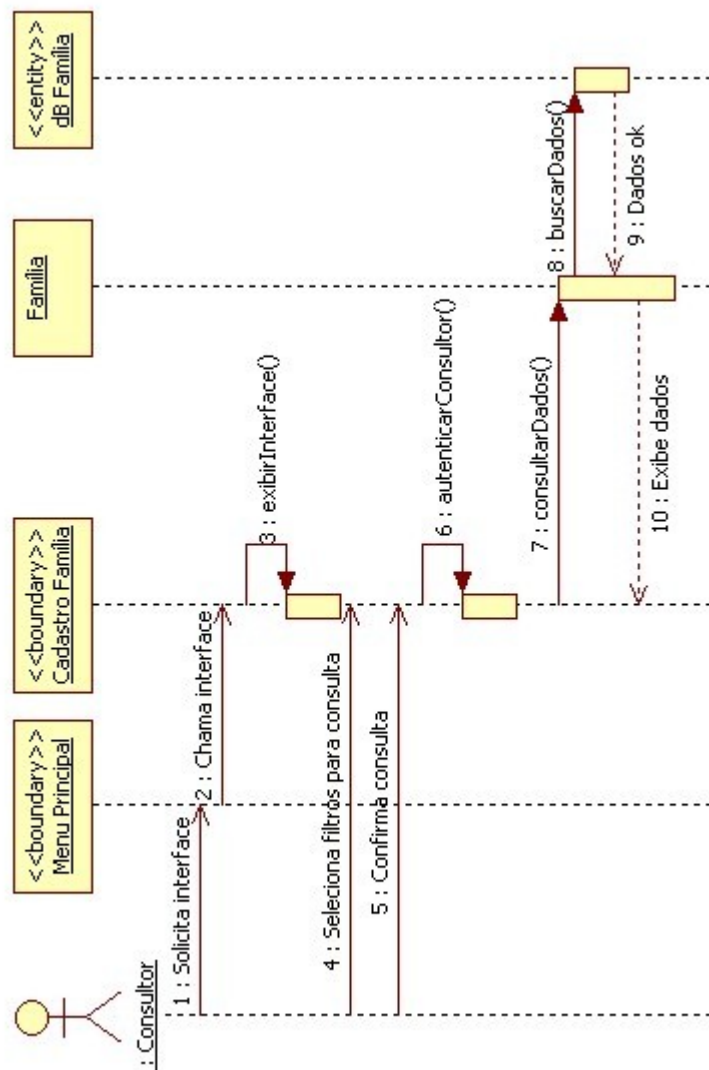 : Consultor
<<boundary>>
Menu Principal
<<boundary>>
Cadastro Família
Família
<<entity>>
dB Família
1 : Solicita interface
2 : Chama interface
3 : exibirInterface()
4 : Seleciona filtros para consulta
5 : Confirma consulta
6 : autenticarConsultor()
7 : consultarDados()
8 : buscarDados()
9 : Dados ok
10 : Exibe dados